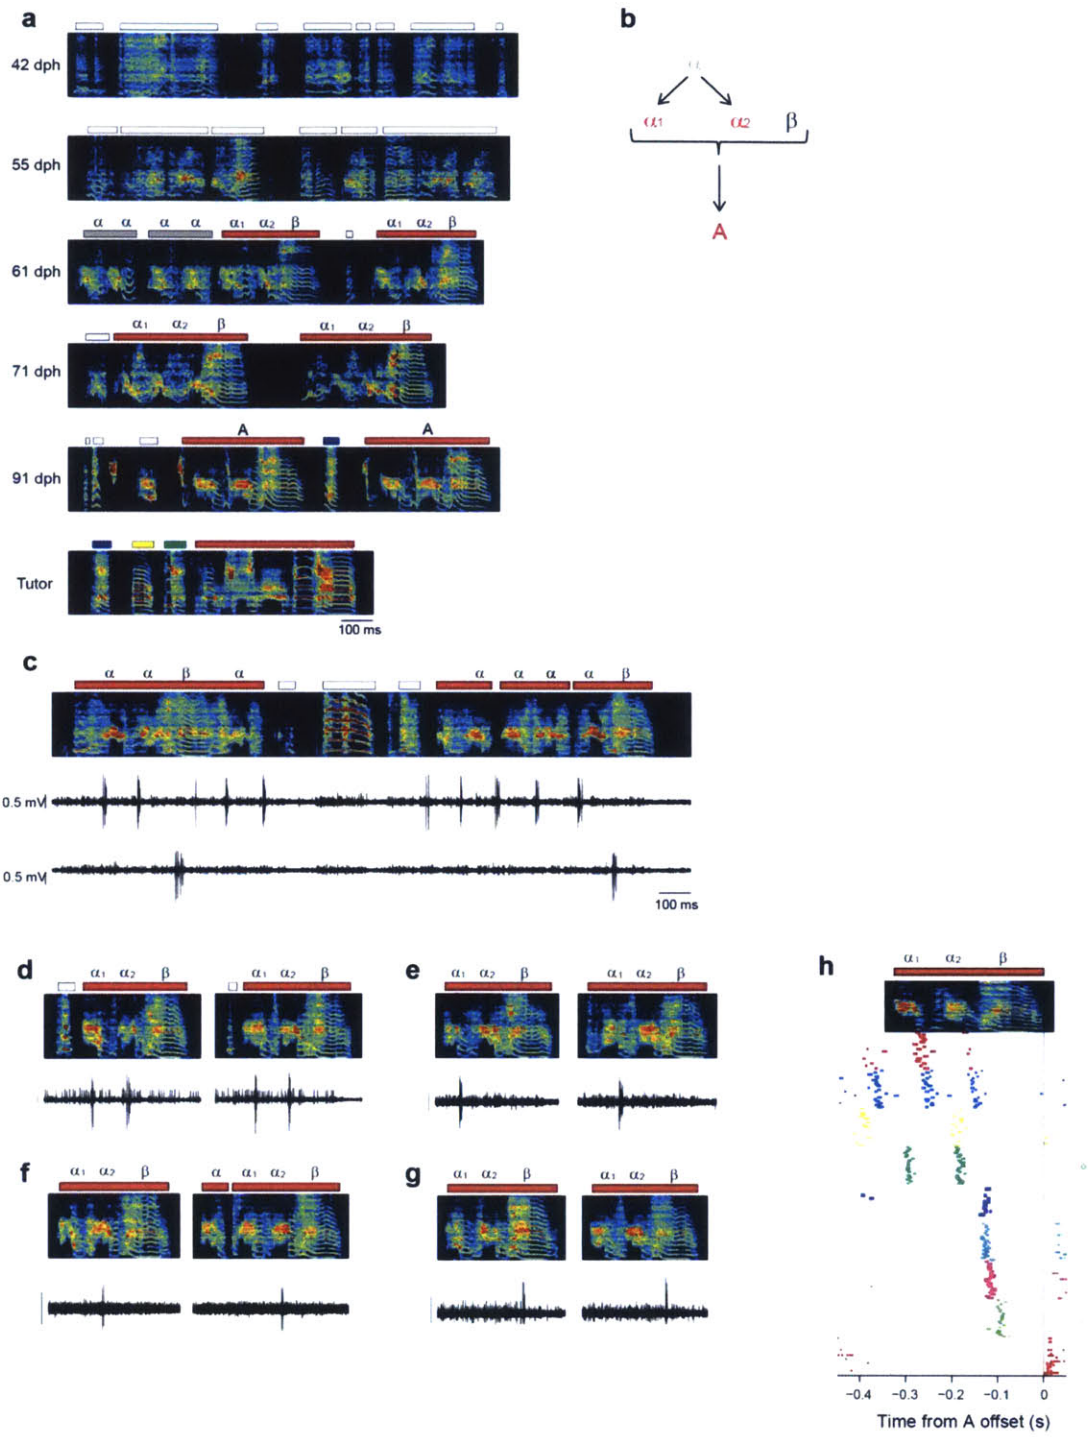 a
42 dph
55 dph
α α α α α1 α2 β α1 α2 β
61 dph
α1 α2 β α1 α2 β
71 dph
A A
91 dph
Tutor
100 ms
b
α
α1 α2 β
A
c
α α β α α α α α β
0.5 mV
0.5 mV
100 ms
d
α1 α2 β α1 α2 β
e
α1 α2 β α1 α2 β
f
α1 α2 β α α1 α2 β
g
α1 α2 β α1 α2 β
h
α1 α2 β
−0.4 −0.3 −0.2 −0.1 0
Time from A offset (s)